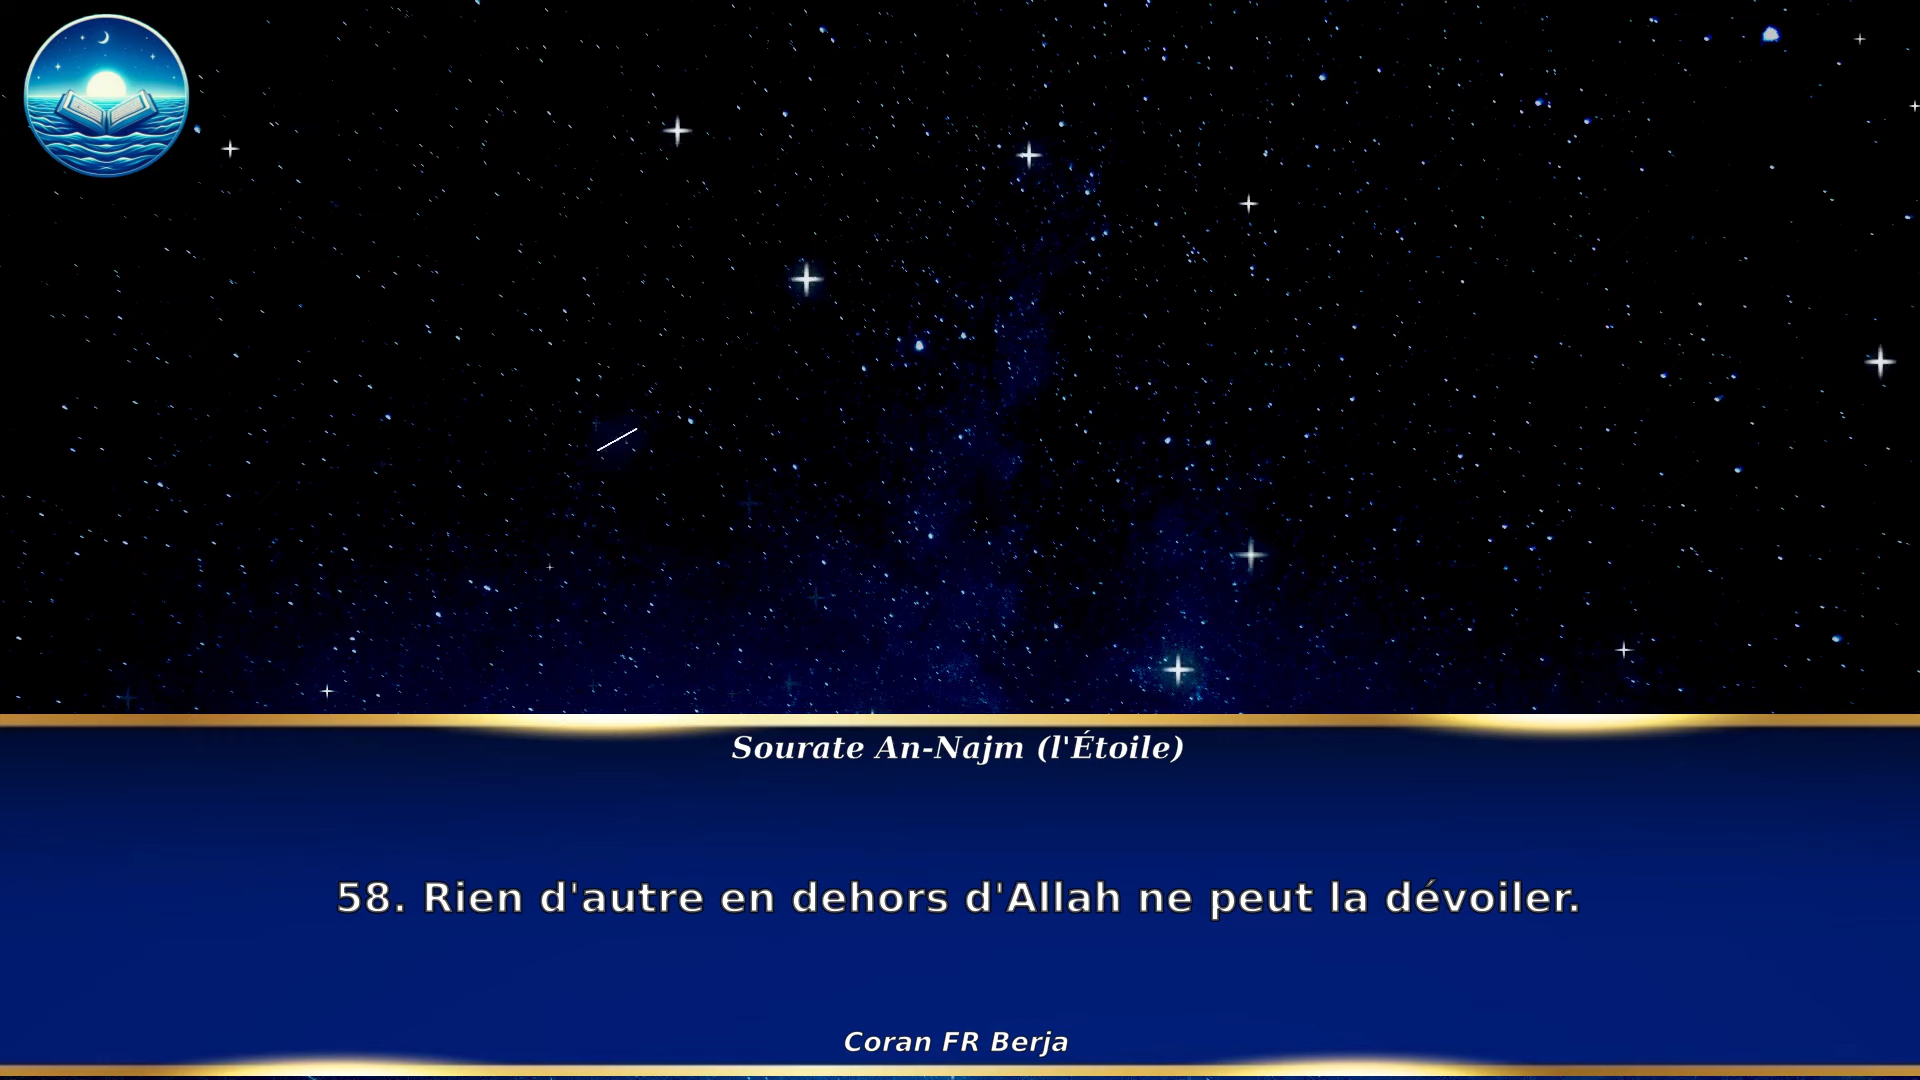 Sourate An-Najm (l'Étoile)
58. Rien d'autre en dehors d'Allah ne peut la dévoiler.
Coran FR Berja